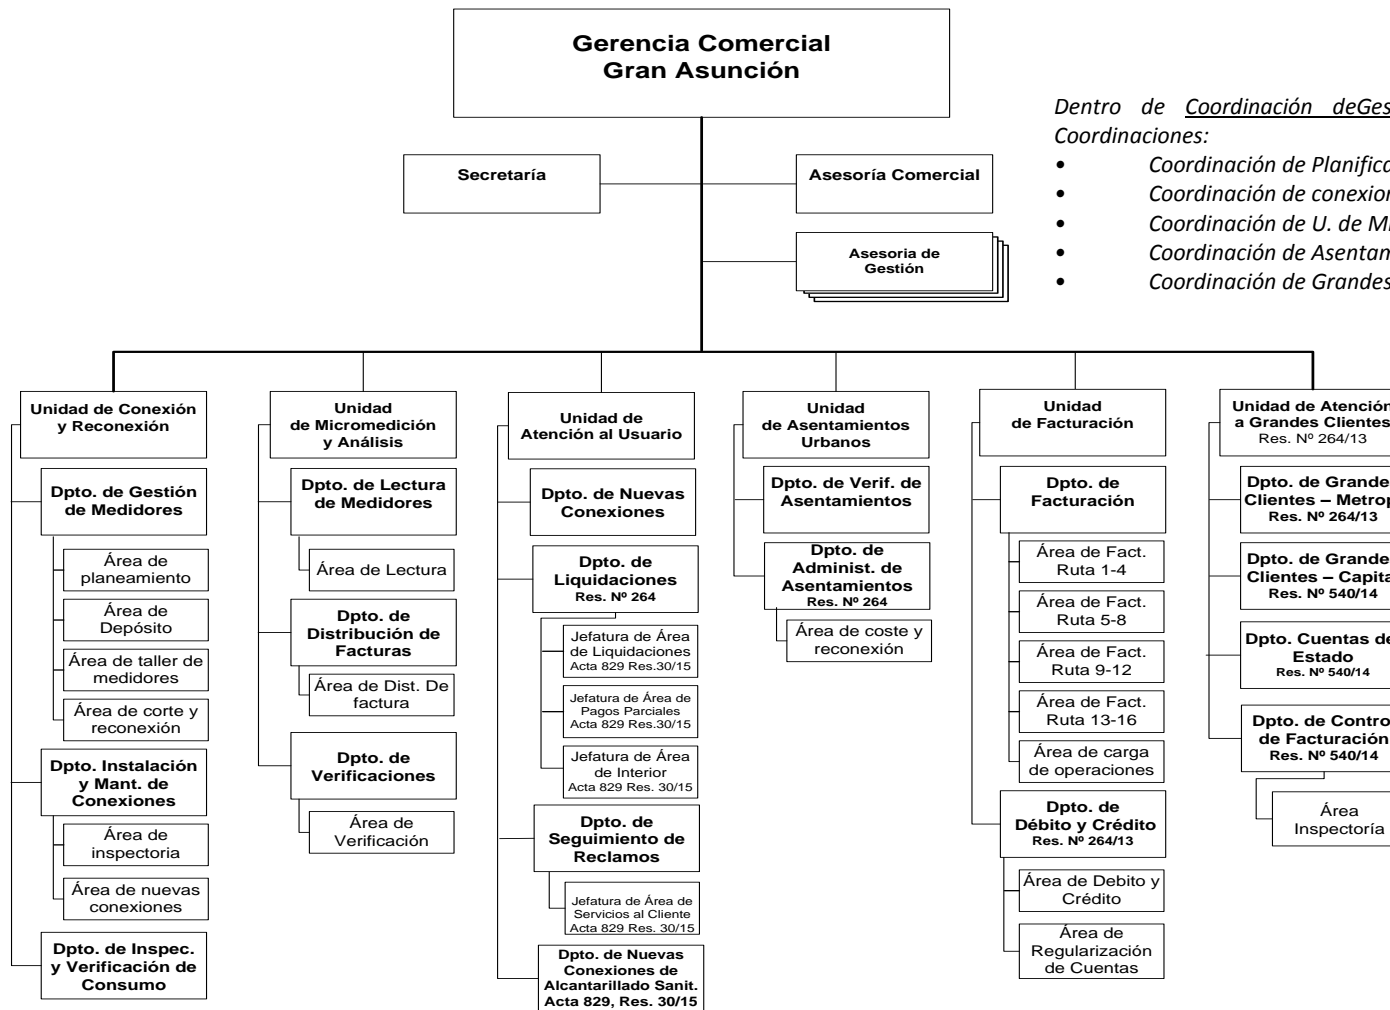 Gerencia Comercial
Gran Asunción
Dentro de Coordinación deGes
Coordinaciones:
• Coordinación de Planifica
• Coordinación de conexion
• Coordinación de U. de Mi
• Coordinación de Asentam
• Coordinación de Grandes
Secretaría
Asesoría Comercial
Asesoria de
Gestión
Unidad de Conexión
y Reconexión
Dpto. de Gestión
de Medidores
Área de
planeamiento
Área de
Depósito
Área de taller de
medidores
Área de corte y
reconexión
Dpto. Instalación
y Mant. de
Conexiones
Área de
inspectoria
Área de nuevas
conexiones
Dpto. de Inspec.
y Verificación de
Consumo
Unidad
de Micromedición
y Análisis
Dpto. de Lectura
de Medidores
Área de Lectura
Dpto. de
Distribución de
Facturas
Área de Dist. De
factura
Dpto. de
Verificaciones
Área de
Verificación
Unidad de
Atención al Usuario
Dpto. de Nuevas
Conexiones
Dpto. de
Liquidaciones
Res. Nº 264
Jefatura de Área
de Liquidaciones
Acta 829 Res.30/15
Jefatura de Área de
Pagos Parciales
Acta 829 Res.30/15
Jefatura de Área
de Interior
Acta 829 Res. 30/15
Dpto. de
Seguimiento de
Reclamos
Jefatura de Área de
Servicios al Cliente
Acta 829 Res. 30/15
Dpto. de Nuevas
Conexiones de
Alcantarillado Sanit.
Acta 829, Res. 30/15
Unidad
de Asentamientos
Urbanos
Dpto. de Verif. de
Asentamientos
Dpto. de
Administ. de
Asentamientos
Res. Nº 264
Área de coste y
reconexión
Unidad
de Facturación
Dpto. de
Facturación
Área de Fact.
Ruta 1-4
Área de Fact.
Ruta 5-8
Área de Fact.
Ruta 9-12
Área de Fact.
Ruta 13-16
Área de carga
de operaciones
Dpto. de
Débito y Crédito
Res. Nº 264/13
Área de Debito y
Crédito
Área de
Regularización
de Cuentas
Unidad de Atención
a Grandes Clientes
Res. Nº 264/13
Dpto. de Grande
Clientes – Metrop
Res. Nº 264/13
Dpto. de Grande
Clientes – Capita
Res. Nº 540/14
Dpto. Cuentas de
Estado
Res. Nº 540/14
Dpto. de Contro
de Facturación
Res. Nº 540/14
Área
Inspectoría